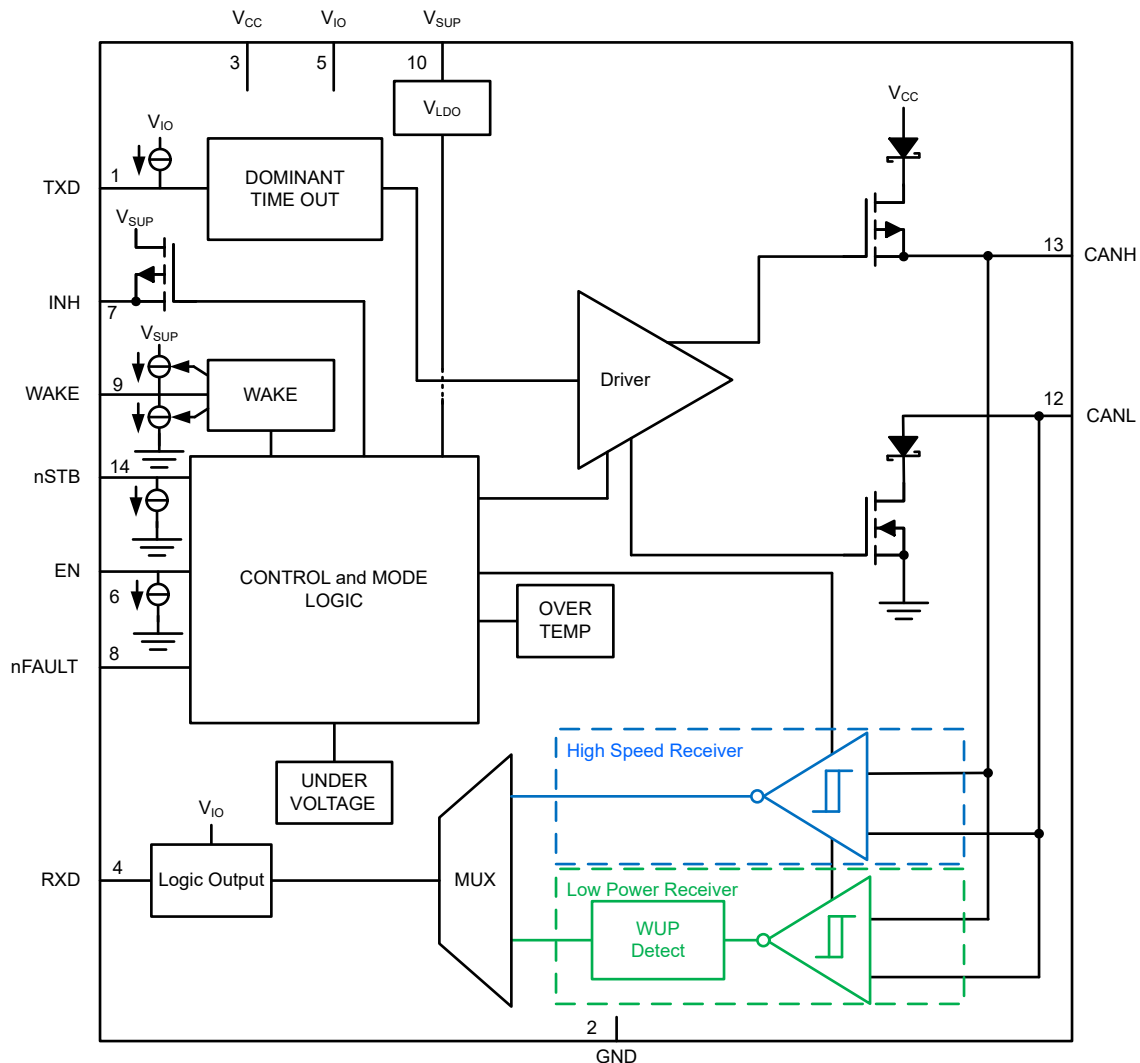 VCC
VIO
VSUP
3
5
10
VLDO
VCC
VIO
TXD
1
DOMINANT
TIME OUT
VSUP
INH
7
13
CANH
VSUP
WAKE
9
WAKE
Driver
12
CANL
nSTB
14
EN
6
CONTROL and MODE
LOGIC
OVER
TEMP
nFAULT
8
UNDER
VOLTAGE
High Speed Receiver
VIO
RXD
4
Logic Output
MUX
Low Power Receiver
WUP
Detect
2
GND